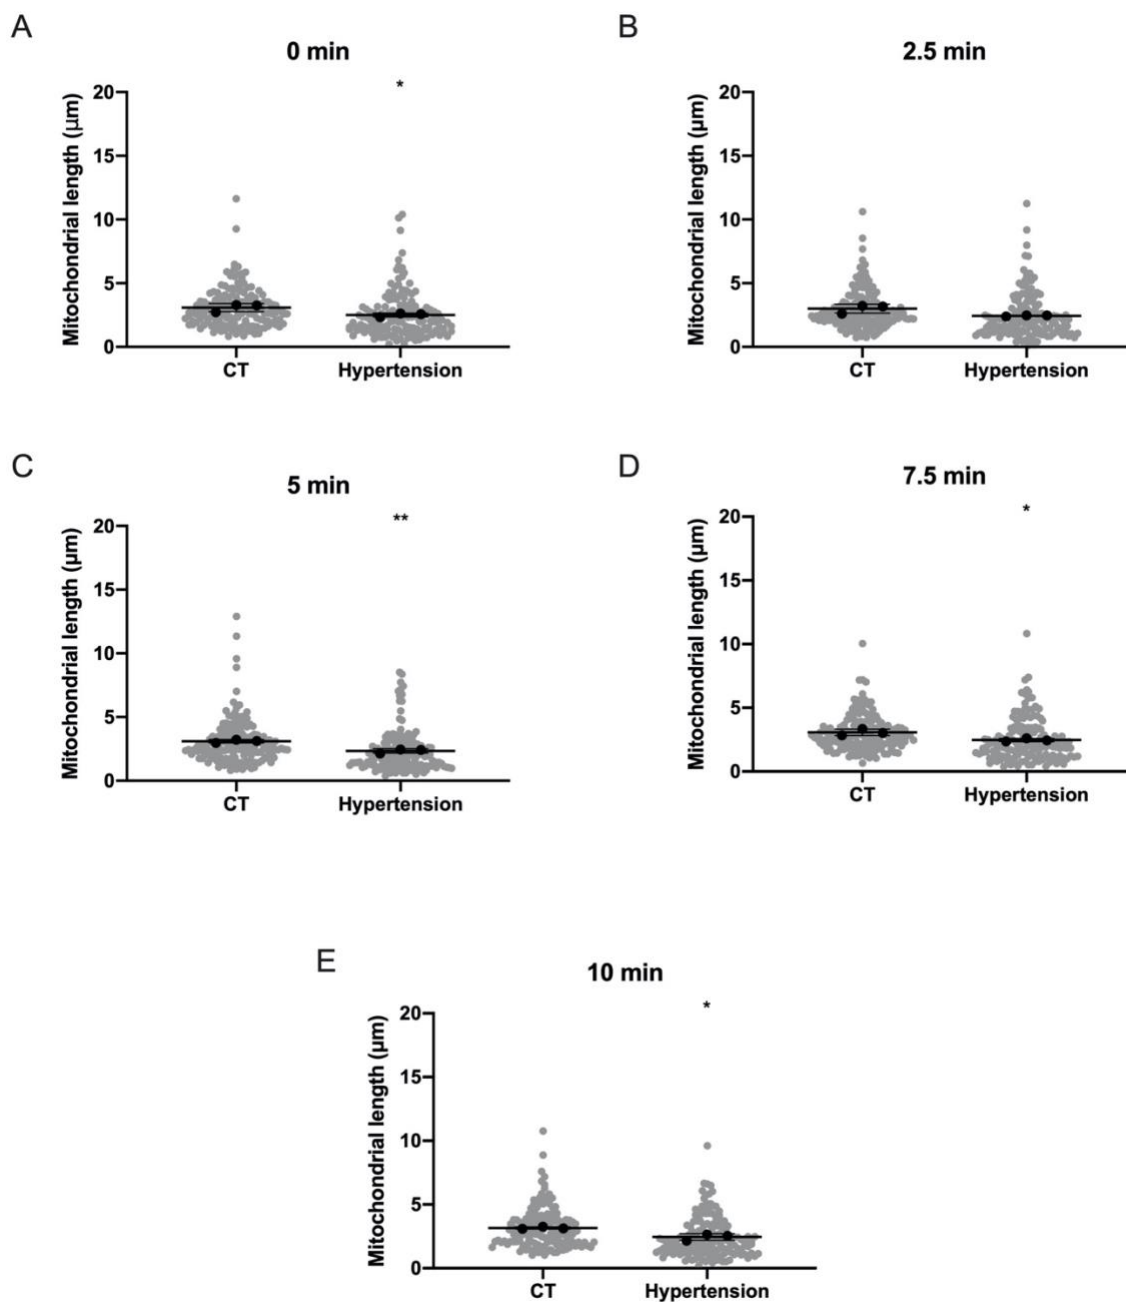 A
0 min
*
Mitochondrial length (μm)
20
15
10
5
0
CT
Hypertension
B
2.5 min
Mitochondrial length (μm)
20
15
10
5
0
CT
Hypertension
C
5 min
**
Mitochondrial length (μm)
20
15
10
5
0
CT
Hypertension
D
7.5 min
*
Mitochondrial length (μm)
20
15
10
5
0
CT
Hypertension
E
10 min
*
Mitochondrial length (μm)
20
15
10
5
0
CT
Hypertension